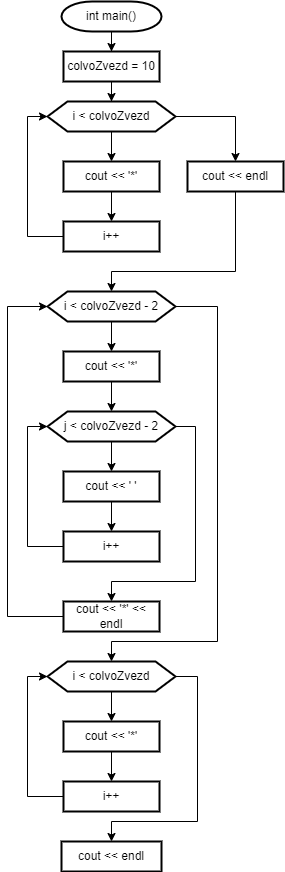 int main()
colvoZvezd = 10
i < colvoZvezd
cout << '*'
cout << endl
i++
i < colvoZvezd - 2
cout << '*'
j < colvoZvezd - 2
cout << ' '
i++
cout << '*' <<
endl
i < colvoZvezd
cout << '*'
i++
cout << endl